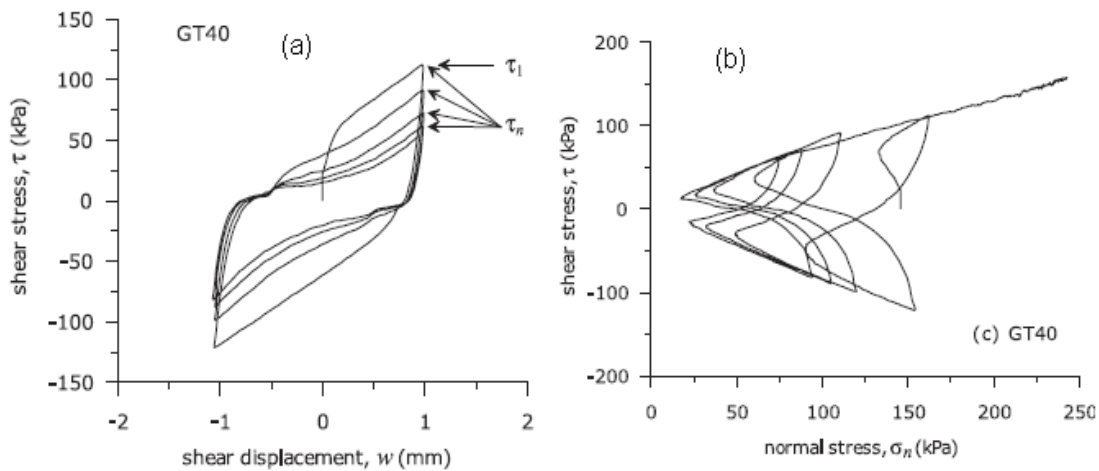 GT40
(a)
τ1
τn
150
100
50
0
-50
-100
-150
-2
-1
0
1
2
shear stress, τ (kPa)
shear displacement, w (mm)
(b)
(c) GT40
200
100
0
-100
-200
0
50
100
150
200
250
shear stress, τ (kPa)
normal stress, σn (kPa)